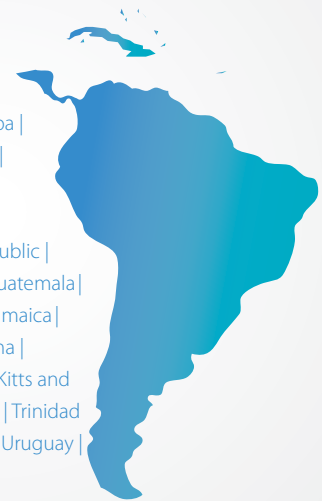 ba |
|
ublic |
uatemala |
maica |
na |
Kitts and
| Trinidad
Uruguay |